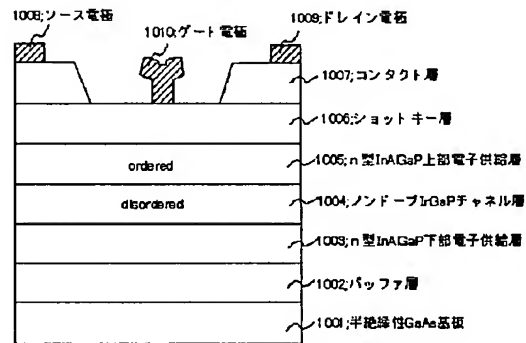 1008;ソース電極
1010;ゲート電極
1009;ドレイン電極
1007;コンタクト層
1006;ショットキー層
1005;n型InAlGaP上部電子供給層
ordered
1004;ノンドープInGaPチャネル層
disordered
1003;n型InAlGaP下部電子供給層
1002;バッファ層
1001;半絶縁性GaAs基板